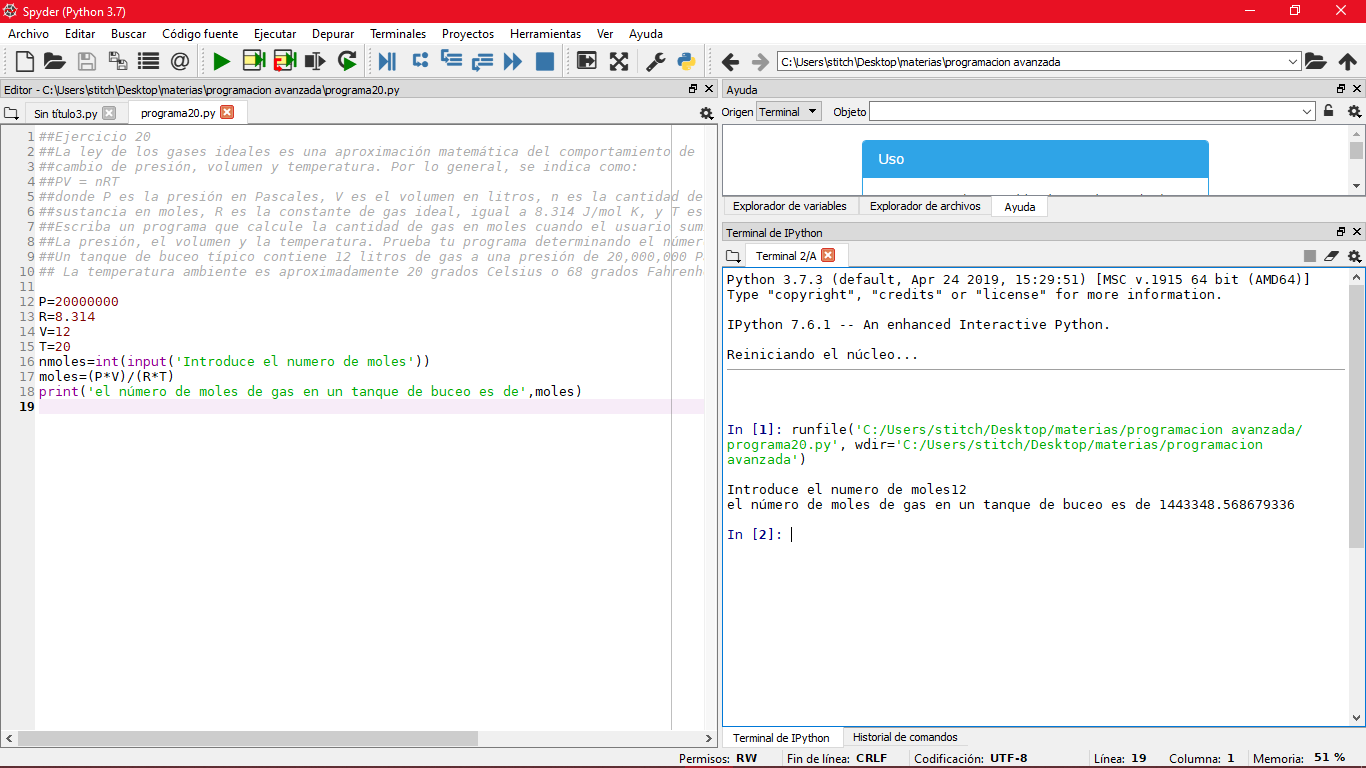 Spyder (Python 3.7)
Archivo Editar Buscar Código fuente Ejecutar Depurar Terminales Proyectos Herramientas Ver Ayuda
C:\Users\stitch\Desktop\materias\programacion avanzada
Editor - C:\Users\stitch\Desktop\materias\programacion avanzada\programa20.py
Sin título3.py programa20.py
1 ##Ejercicio 20
2 ##La ley de los gases ideales es una aproximación matemática del comportamiento de
3 ##cambio de presión, volumen y temperatura. Por lo general, se indica como:
4 ##PV = nRT
5 ##donde P es la presión en Pascales, V es el volumen en litros, n es la cantidad de
6 ##sustancia en moles, R es la constante de gas ideal, igual a 8.314 J/mol K, y T es
7 ##Escriba un programa que calcule la cantidad de gas en moles cuando el usuario sum
8 ##La presión, el volumen y la temperatura. Prueba tu programa determinando el númer
9 ##Un tanque de buceo típico contiene 12 litros de gas a una presión de 20,000,000 P
10 ## La temperatura ambiente es aproximadamente 20 grados Celsius o 68 grados Fahrenh
11
12 P=20000000
13 R=8.314
14 V=12
15 T=20
16 nmoles=int(input('Introduce el numero de moles'))
17 moles=(P*V)/(R*T)
18 print('el número de moles de gas en un tanque de buceo es de',moles)
19
Ayuda
Origen Terminal Objeto
Uso
Explorador de variables Explorador de archivos Ayuda
Terminal de IPython
Terminal 2/A
Python 3.7.3 (default, Apr 24 2019, 15:29:51) [MSC v.1915 64 bit (AMD64)]
Type "copyright", "credits" or "license" for more information.
IPython 7.6.1 -- An enhanced Interactive Python.
Reiniciando el núcleo...
In [1]: runfile('C:/Users/stitch/Desktop/materias/programacion avanzada/
programa20.py', wdir='C:/Users/stitch/Desktop/materias/programacion
avanzada')
Introduce el numero de moles12
el número de moles de gas en un tanque de buceo es de 1443348.568679336
In [2]:
Terminal de IPython Historial de comandos
Permisos: RW Fin de línea: CRLF Codificación: UTF-8 Línea: 19 Columna: 1 Memoria: 51 %